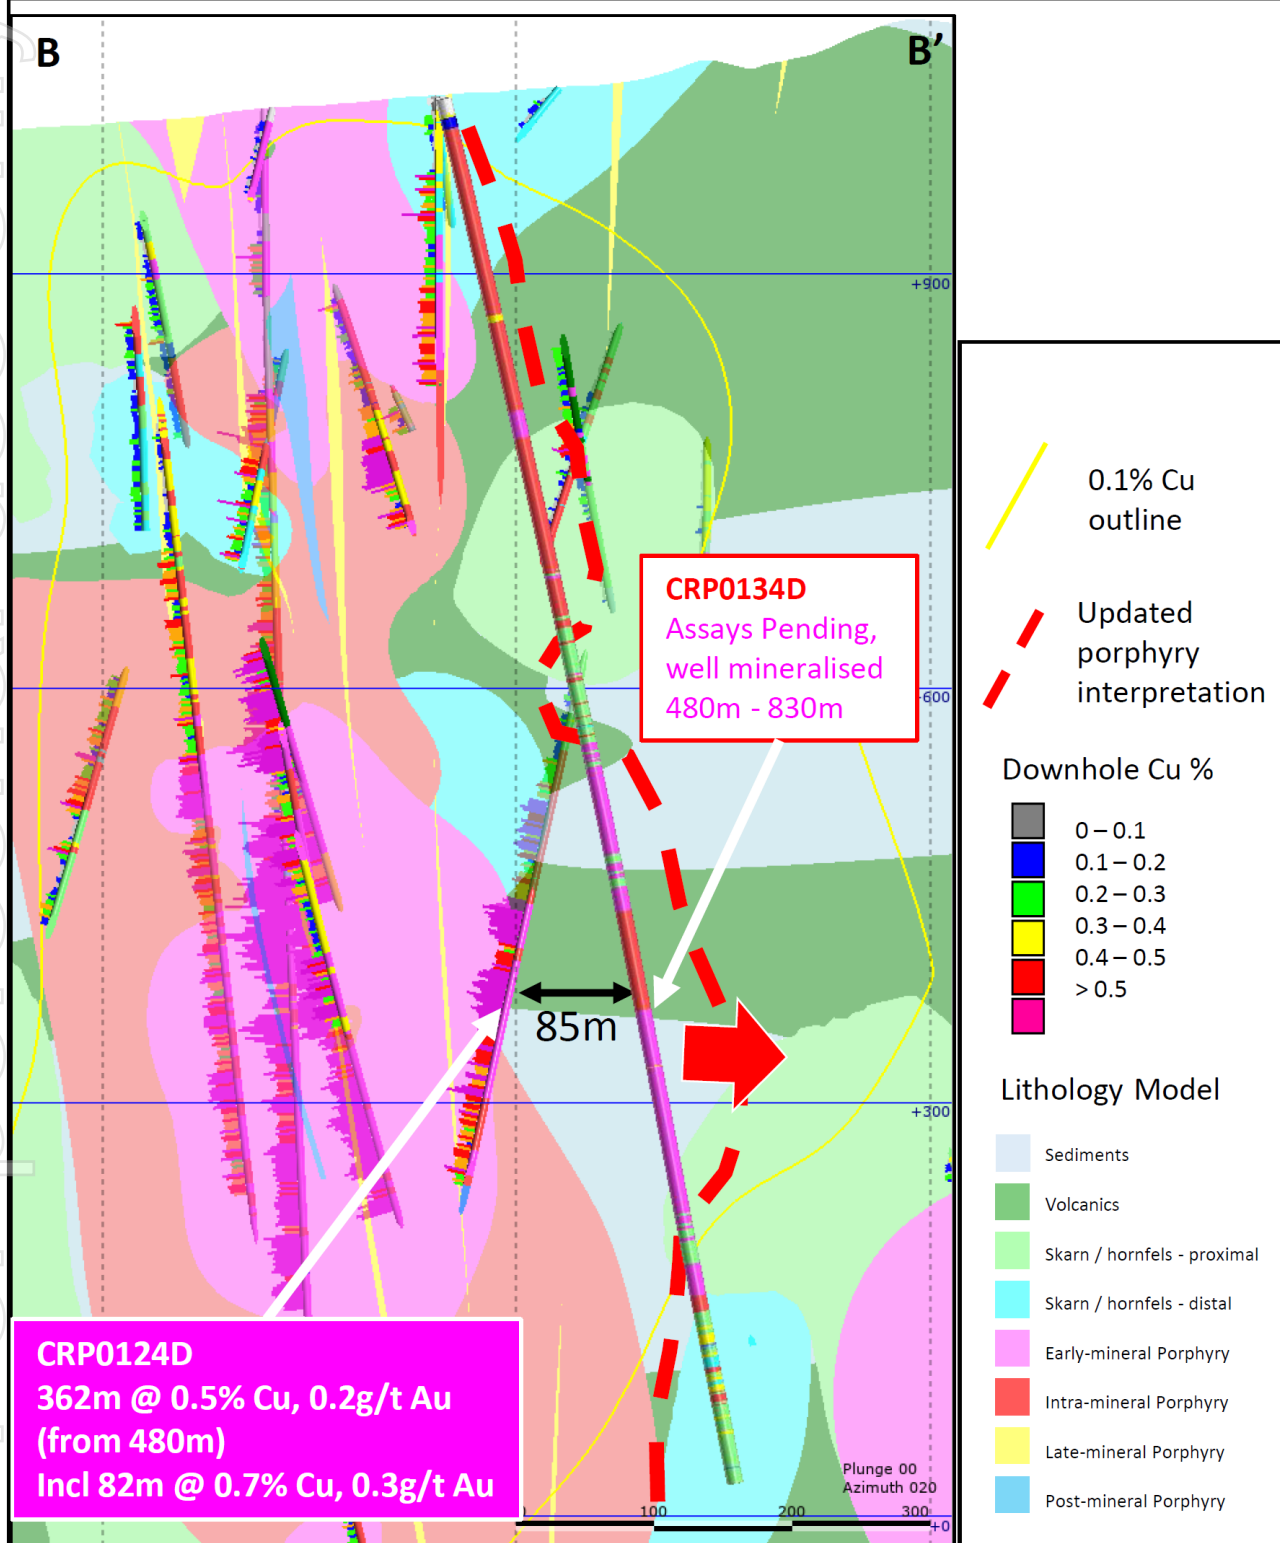 B
B'
+900
0.1% Cu
outline
CRP0134D
Assays Pending,
well mineralised
480m - 830m
Updated
porphyry
interpretation
600
Downhole Cu %
0 – 0.1
0.1 – 0.2
0.2 – 0.3
0.3 – 0.4
0.4 – 0.5
> 0.5
85m
+300
Lithology Model
Sediments
Volcanics
Skarn / hornfels - proximal
Skarn / hornfels - distal
Early-mineral Porphyry
Intra-mineral Porphyry
Late-mineral Porphyry
Post-mineral Porphyry
CRP0124D
362m @ 0.5% Cu, 0.2g/t Au
(from 480m)
Incl 82m @ 0.7% Cu, 0.3g/t Au
Plunge 00
Azimuth 020
0 100 200 300
+0